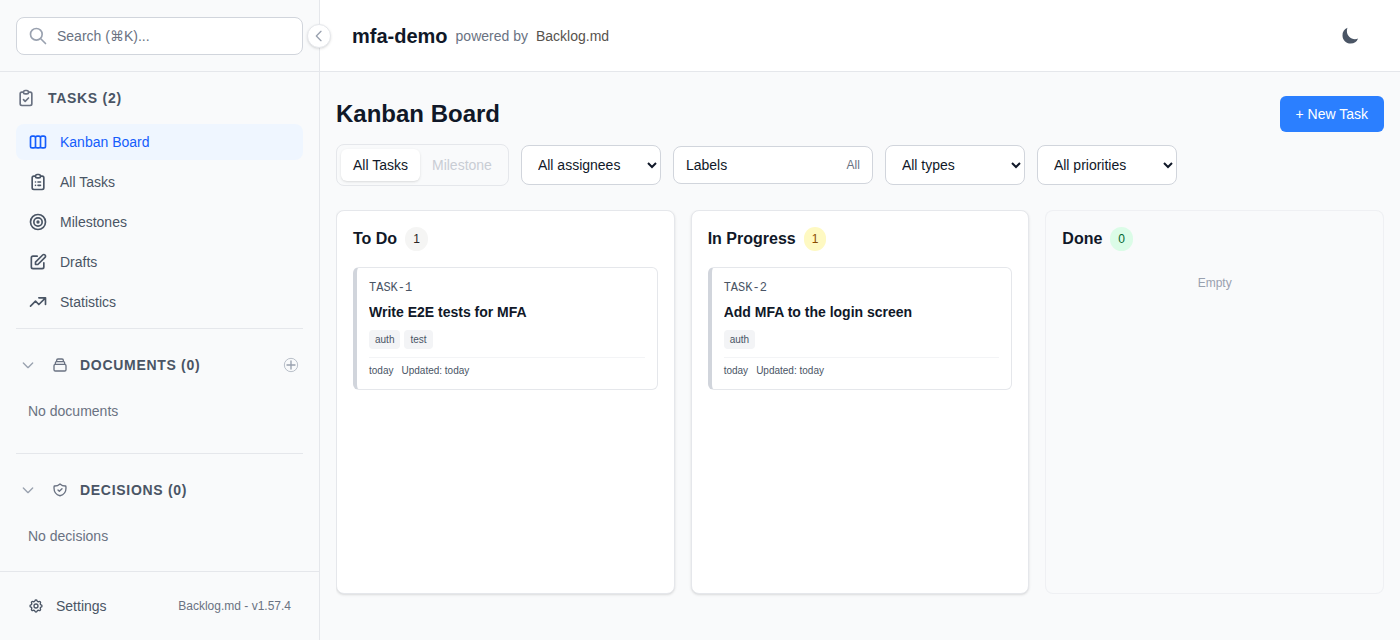 Search (⌘K)...
TASKS (2)
Kanban Board
All Tasks
Milestones
Drafts
Statistics
DOCUMENTS (0)
No documents
DECISIONS (0)
No decisions
Settings
Backlog.md - v1.57.4
mfa-demo powered by Backlog.md
Kanban Board
+ New Task
All Tasks Milestone All assignees Labels All All types All priorities
To Do 1
TASK-1
Write E2E tests for MFA
auth test
today Updated: today
In Progress 1
TASK-2
Add MFA to the login screen
auth
today Updated: today
Done 0
Empty